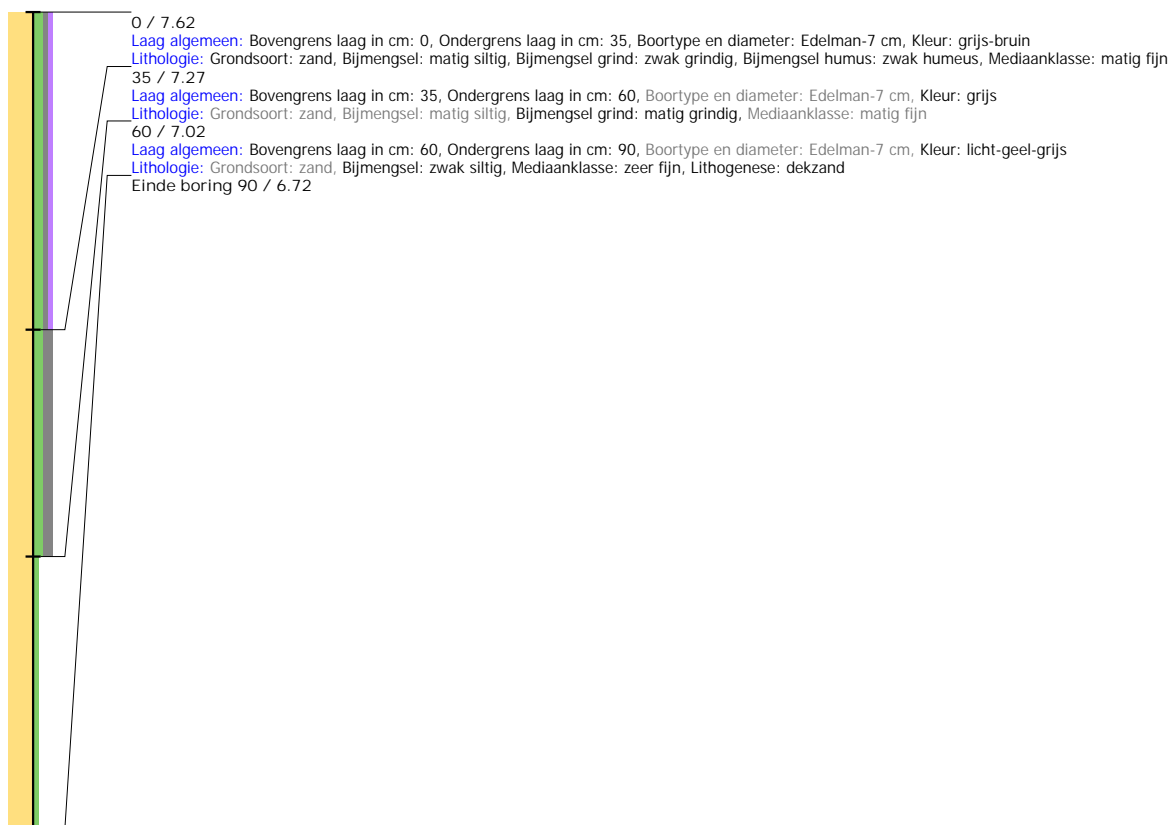 0 / 7.62
Laag algemeen: Bovengrens laag in cm: 0, Ondergrens laag in cm: 35, Boortype en diameter: Edelman-7 cm, Kleur: grijs-bruin
Lithologie: Grondsoort: zand, Bijmengsel: matig siltig, Bijmengsel grind: zwak grindig, Bijmengsel humus: zwak humeus, Mediaanklasse: matig fijn
35 / 7.27
Laag algemeen: Bovengrens laag in cm: 35, Ondergrens laag in cm: 60, Boortype en diameter: Edelman-7 cm, Kleur: grijs
Lithologie: Grondsoort: zand, Bijmengsel: matig siltig, Bijmengsel grind: matig grindig, Mediaanklasse: matig fijn
60 / 7.02
Laag algemeen: Bovengrens laag in cm: 60, Ondergrens laag in cm: 90, Boortype en diameter: Edelman-7 cm, Kleur: licht-geel-grijs
Lithologie: Grondsoort: zand, Bijmengsel: zwak siltig, Mediaanklasse: zeer fijn, Lithogenese: dekzand
Einde boring 90 / 6.72